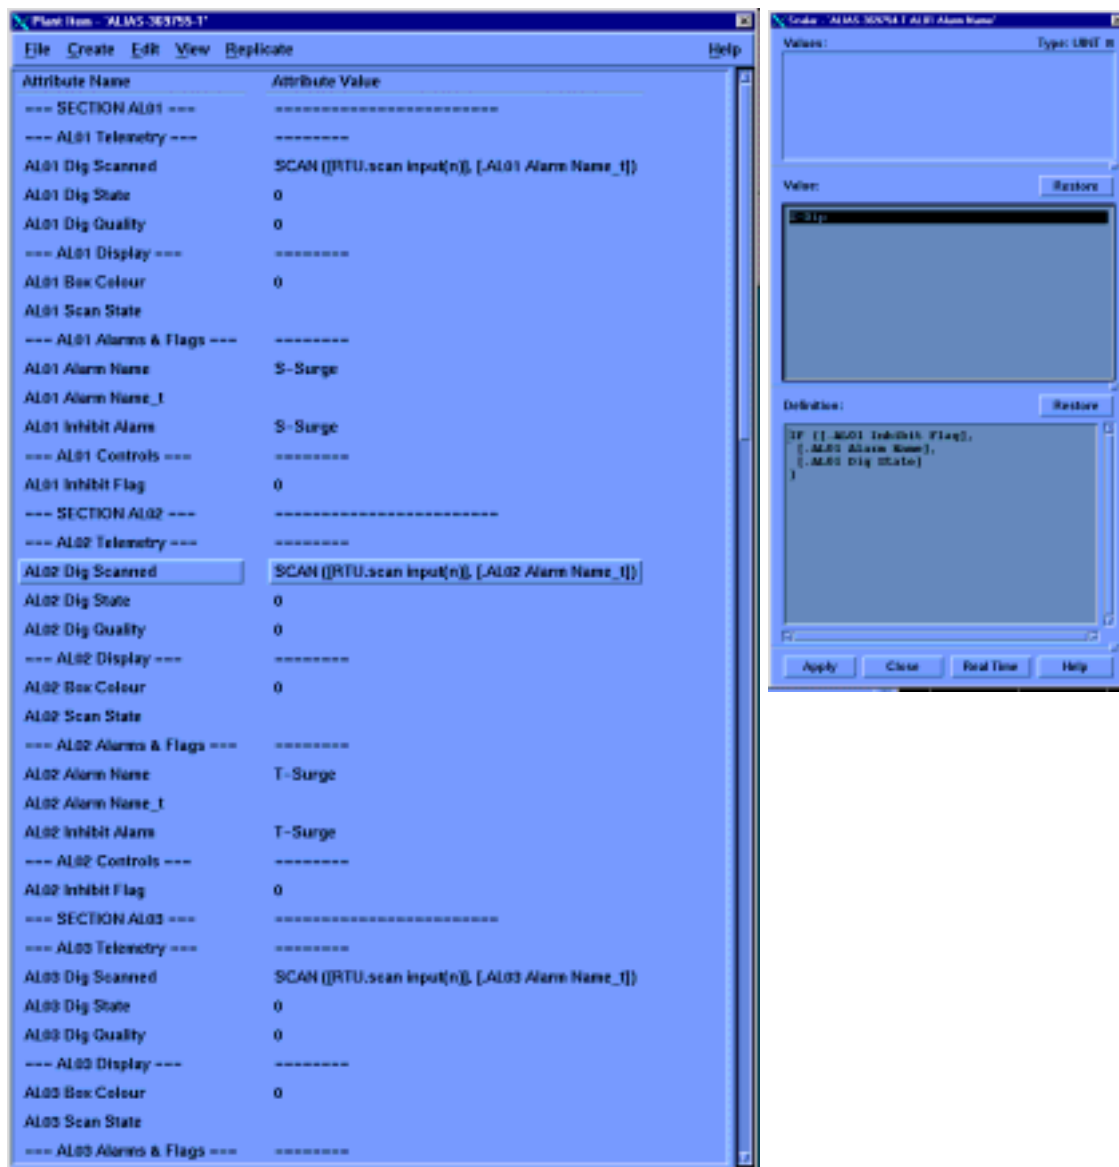 Plant Item - 'ALIAS-369755-T'
File Create Edit View Replicate Help
Attribute Name Attribute Value
--- SECTION AL01 --- ------------------------
--- AL01 Telemetry --- --------
AL01 Dig Scanned SCAN ([RTU.scan input(n)], [.AL01 Alarm Name_t])
AL01 Dig State 0
AL01 Dig Quality 0
--- AL01 Display --- --------
AL01 Box Colour 0
AL01 Scan State
--- AL01 Alarms & Flags --- --------
AL01 Alarm Name S-Surge
AL01 Alarm Name_t
AL01 Inhibit Alarm S-Surge
--- AL01 Controls --- --------
AL01 Inhibit Flag 0
--- SECTION AL02 --- ------------------------
--- AL02 Telemetry --- --------
AL02 Dig Scanned SCAN ([RTU.scan input(n)], [.AL02 Alarm Name_t])
AL02 Dig State 0
AL02 Dig Quality 0
--- AL02 Display --- --------
AL02 Box Colour 0
AL02 Scan State
--- AL02 Alarms & Flags --- --------
AL02 Alarm Name T-Surge
AL02 Alarm Name_t
AL02 Inhibit Alarm T-Surge
--- AL02 Controls --- --------
AL02 Inhibit Flag 0
--- SECTION AL03 --- ------------------------
--- AL03 Telemetry --- --------
AL03 Dig Scanned SCAN ([RTU.scan input(n)], [.AL03 Alarm Name_t])
AL03 Dig State 0
AL03 Dig Quality 0
--- AL03 Display --- --------
AL03 Box Colour 0
AL03 Scan State
--- AL03 Alarms & Flags --- --------
Scalar - 'ALIAS-369754-T AL01 Alarm Name'
Values: Type: UINT
Value: Restore
Definition: Restore
IF ([.AL01 Inhibit Flag],
[.AL01 Alarm Name],
[.AL01 Dig State]
)
Apply Close Real Time Help